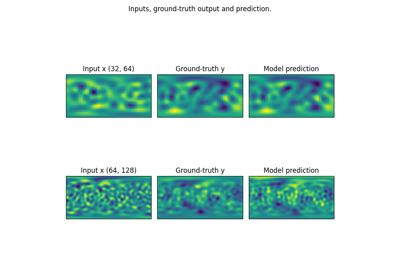 Inputs, ground-truth output and prediction.
Input x (32, 64)
Ground-truth y
Model prediction
Input x (64, 128)
Ground-truth y
Model prediction